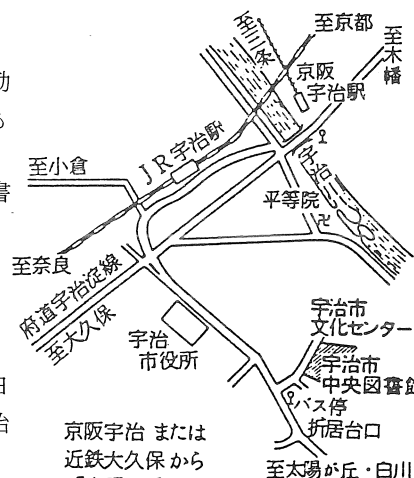 至京都
至三条
至木幡
京阪
宇治駅
JR宇治駅
至小倉
宇治
平等院
至奈良
府道宇治淀線
至大久保
宇治
市役所
宇治市
文化センター
宇治市
中央図書館
バス停
折居台口
至太陽が丘・白川
京阪宇治 または
近鉄大久保から
動
書
治